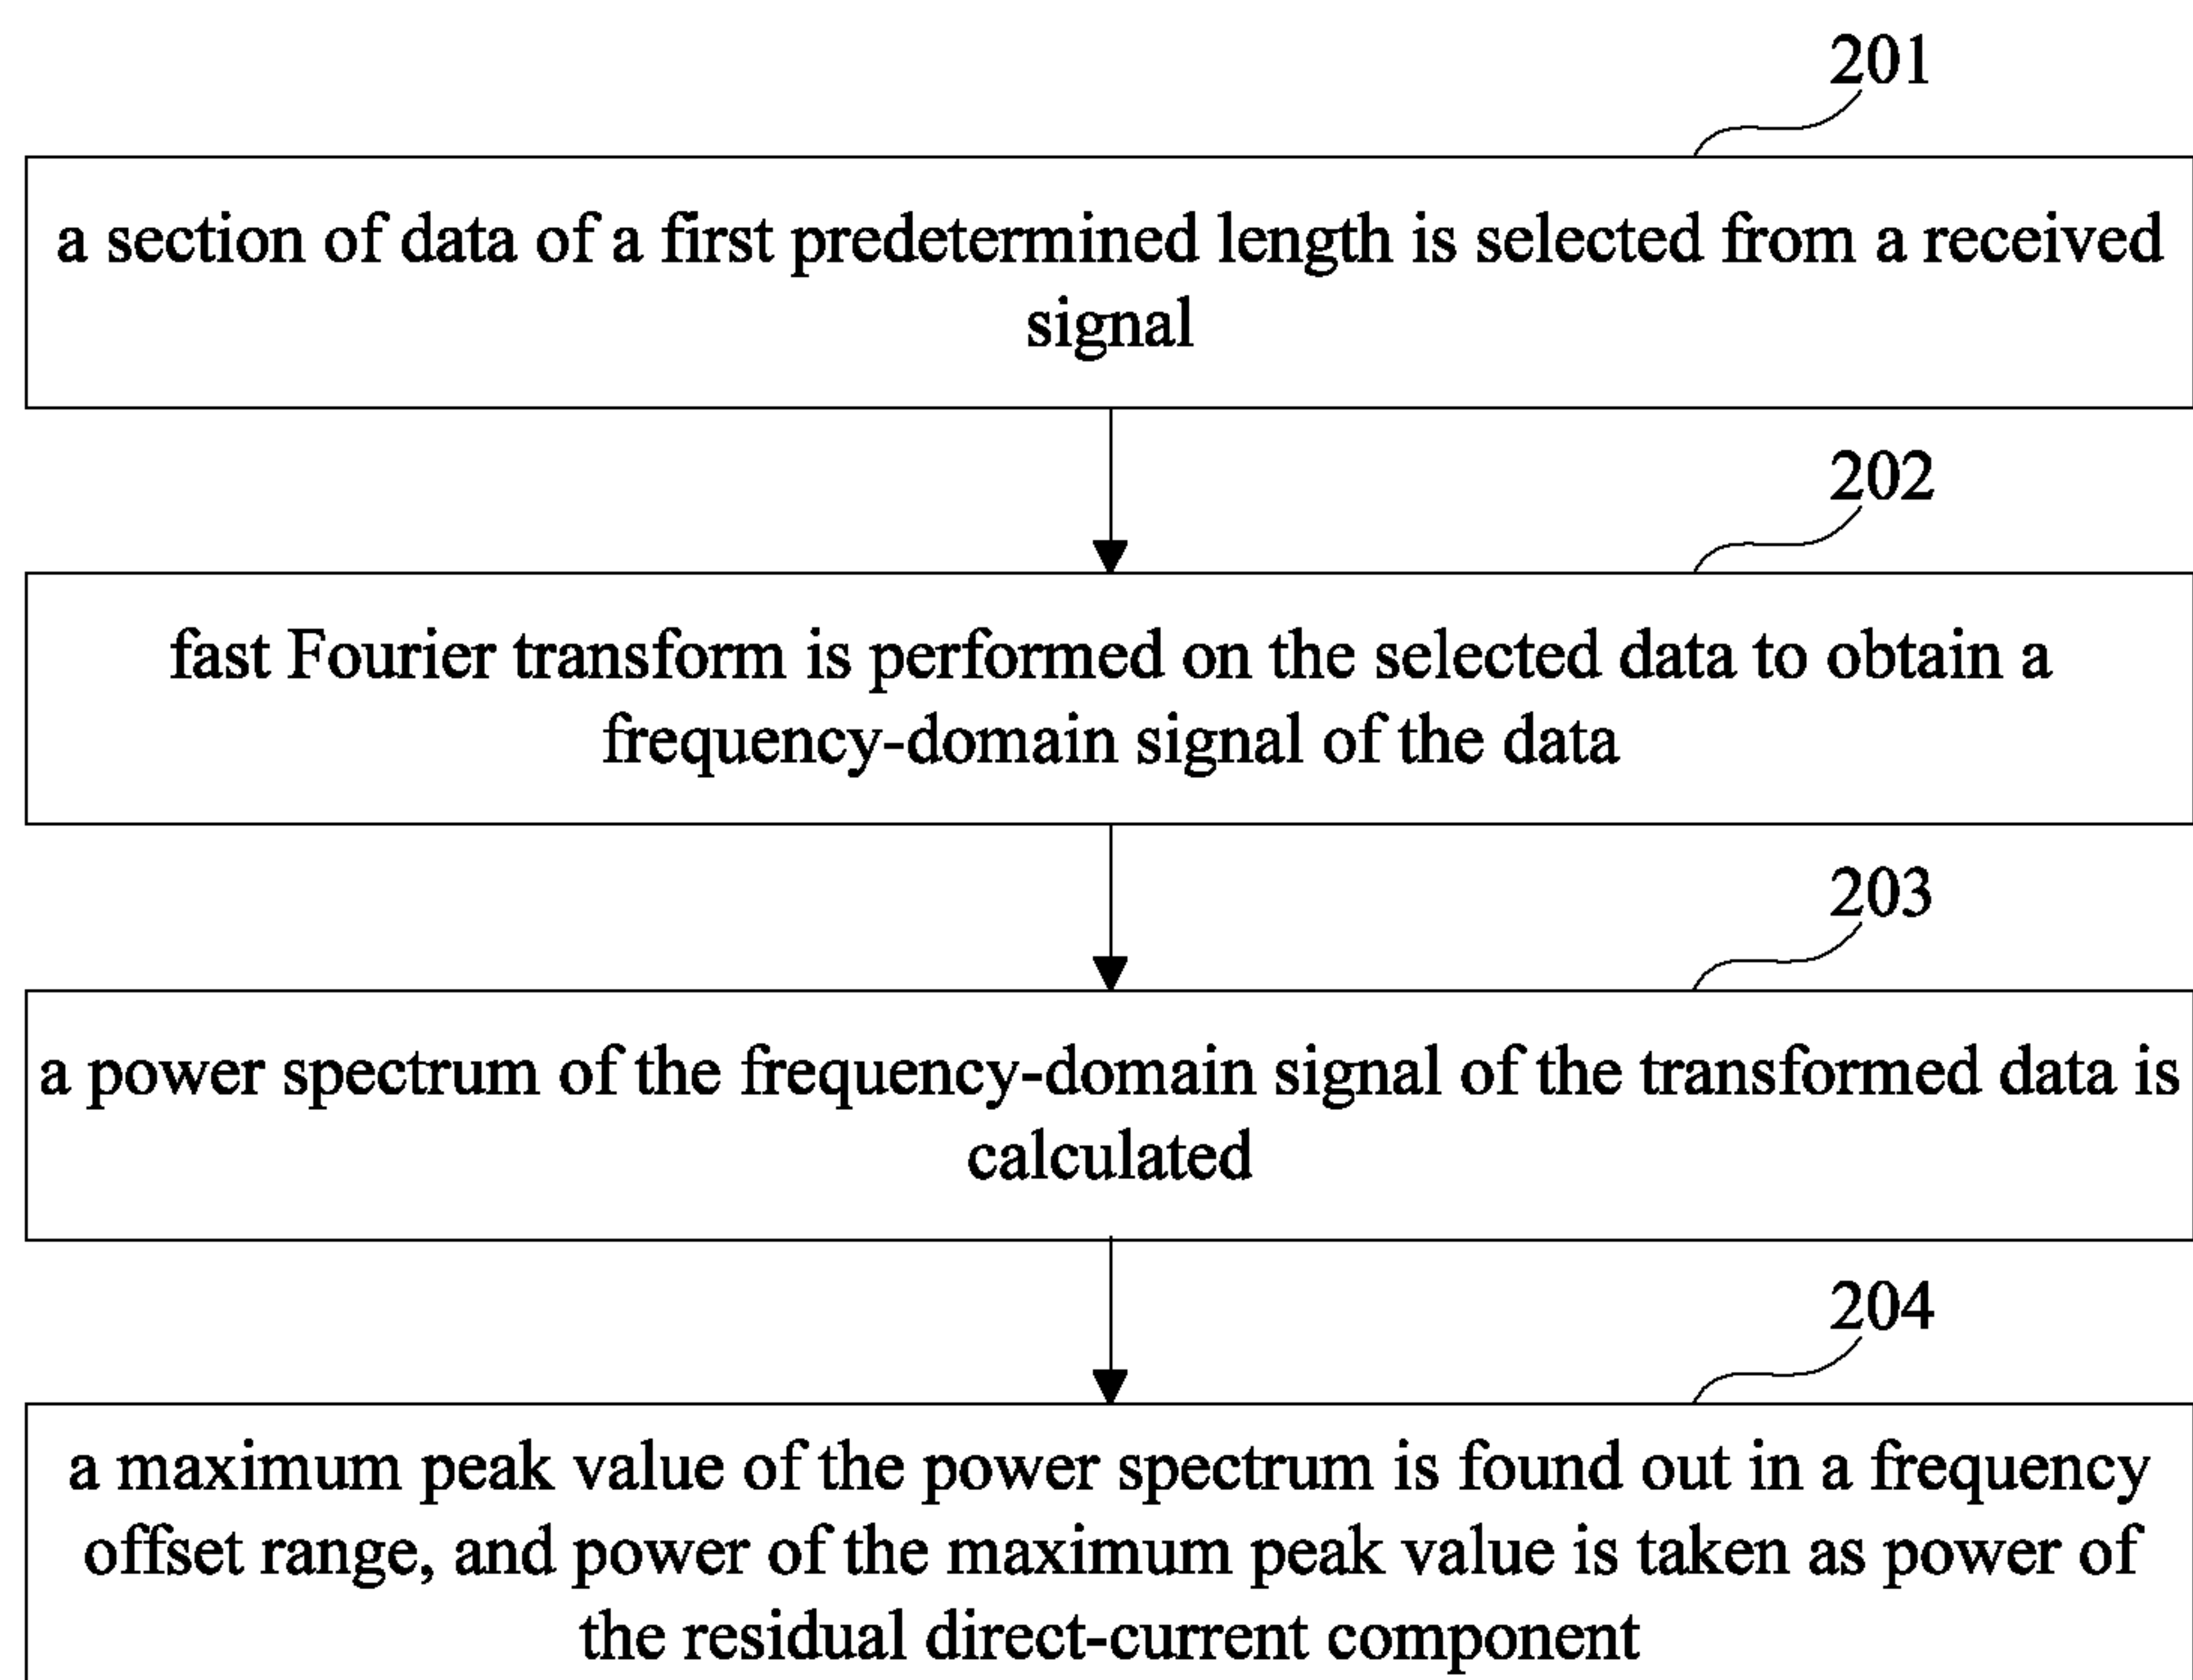 201
a section of data of a first predetermined length is selected from a received
signal
202
fast Fourier transform is performed on the selected data to obtain a
frequency-domain signal of the data
203
a power spectrum of the frequency-domain signal of the transformed data is
calculated
204
a maximum peak value of the power spectrum is found out in a frequency
offset range, and power of the maximum peak value is taken as power of
the residual direct-current component